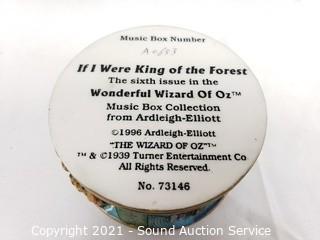 Music Box Number
If I Were King of the Forest
The sixth issue in the
Wonderful Wizard Of Oz™
Music Box Collection
from Ardleigh-Elliott
©1996 Ardleigh-Elliott
"THE WIZARD OF OZ"™
™ & ©1939 Turner Entertainment Co.
All Rights Reserved.
No. 73146
Copyright 2021 - Sound Auction Service